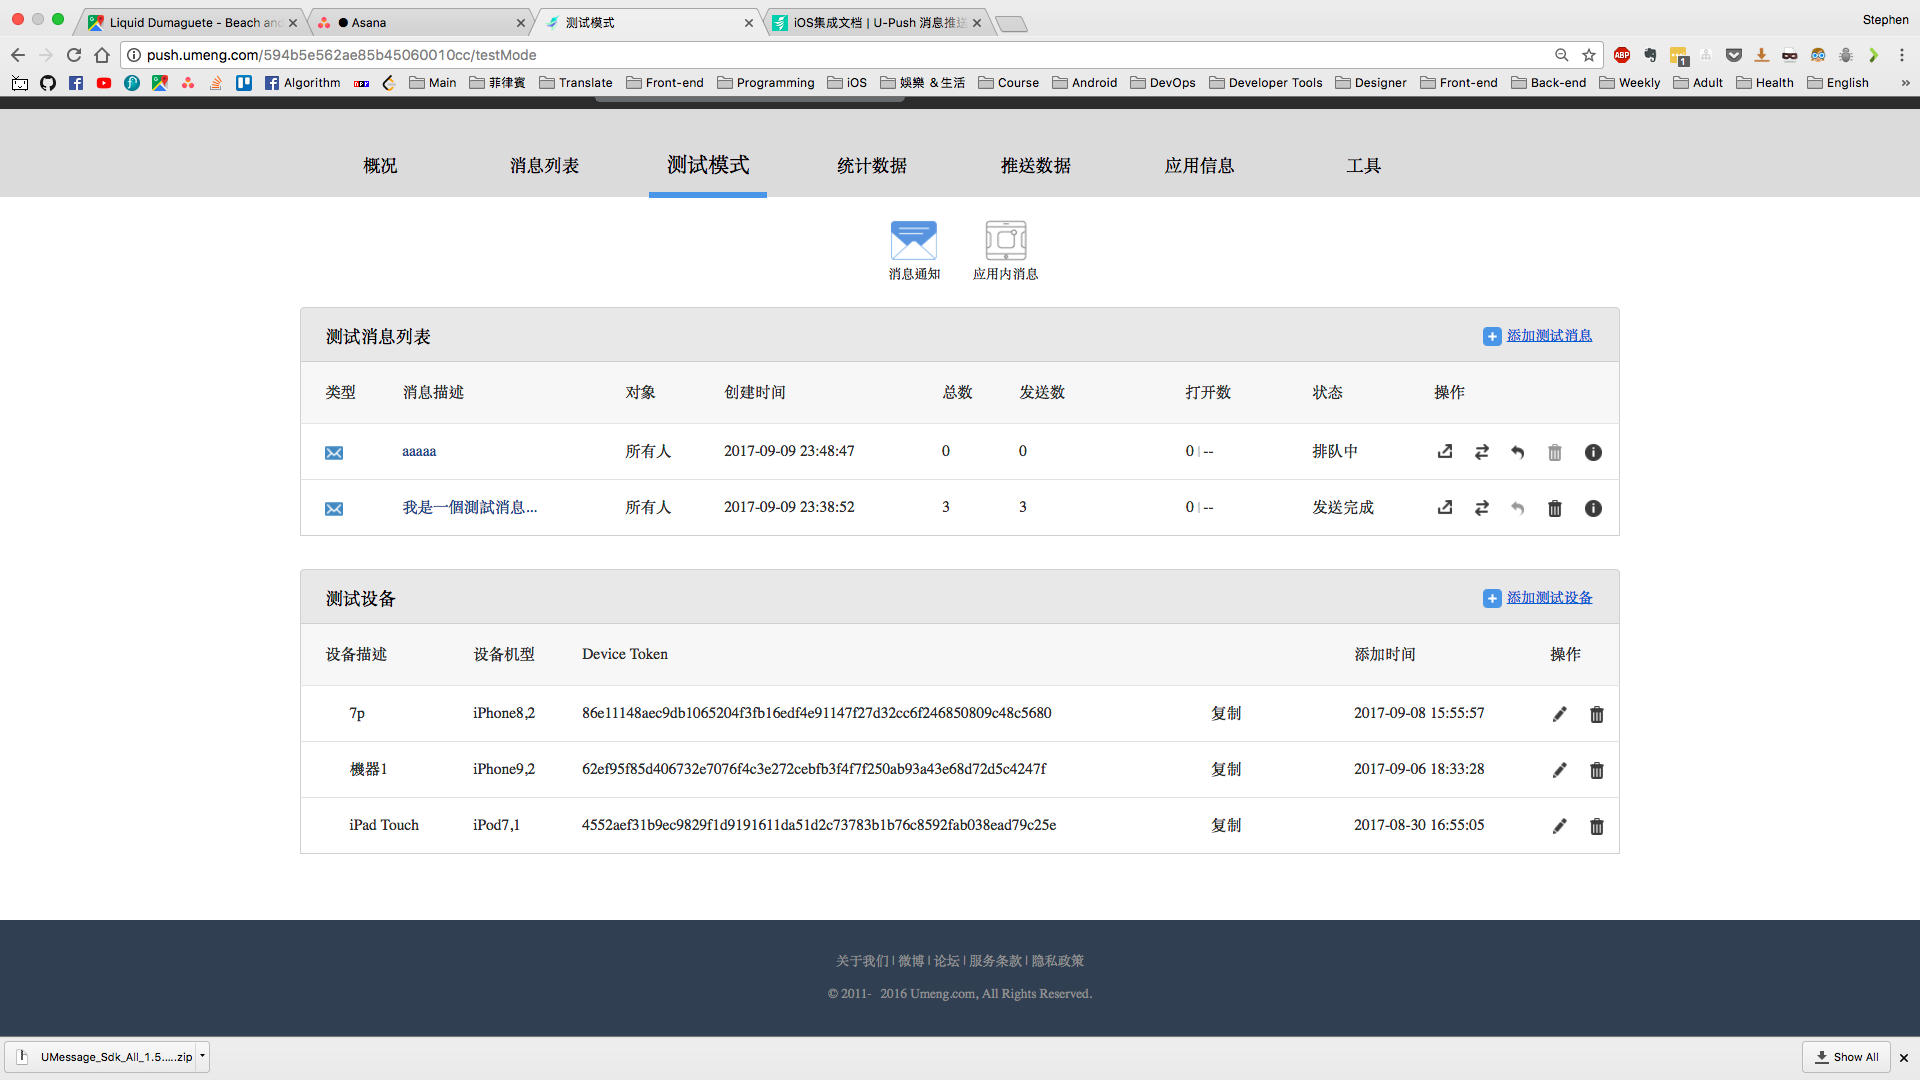 Liquid Dumaguete - Beach and
Asana
测试模式
iOS集成文档 | U-Push 消息推送
Stephen
push.umeng.com/594b5e562ae85b45060010cc/testMode
Algorithm Main 菲律賓 Translate Front-end Programming iOS 娛樂 &生活 Course Android DevOps Developer Tools Designer Front-end Back-end Weekly Adult Health English »
概况 消息列表 测试模式 统计数据 推送数据 应用信息 工具
消息通知 应用内消息
测试消息列表 添加测试消息
类型 消息描述 对象 创建时间 总数 发送数 打开数 状态 操作
aaaaa 所有人 2017-09-09 23:48:47 0 0 0 | -- 排队中
我是一個測試消息... 所有人 2017-09-09 23:38:52 3 3 0 | -- 发送完成
测试设备 添加测试设备
设备描述 设备机型 Device Token 添加时间 操作
7p iPhone8,2 86e11148aec9db1065204f3fb16edf4e91147f27d32cc6f246850809c48c5680 复制 2017-09-08 15:55:57
機器1 iPhone9,2 62ef95f85d406732e7076f4c3e272cebfb3f4f7f250ab93a43e68d72d5c4247f 复制 2017-09-06 18:33:28
iPad Touch iPod7,1 4552aef31b9ec9829f1d9191611da51d2c73783b1b76c8592fab038ead79c25e 复制 2017-08-30 16:55:05
关于我们 | 微博 | 论坛 | 服务条款 | 隐私政策
© 2011- 2016 Umeng.com, All Rights Reserved.
UMessage_Sdk_All_1.5.....zip Show All